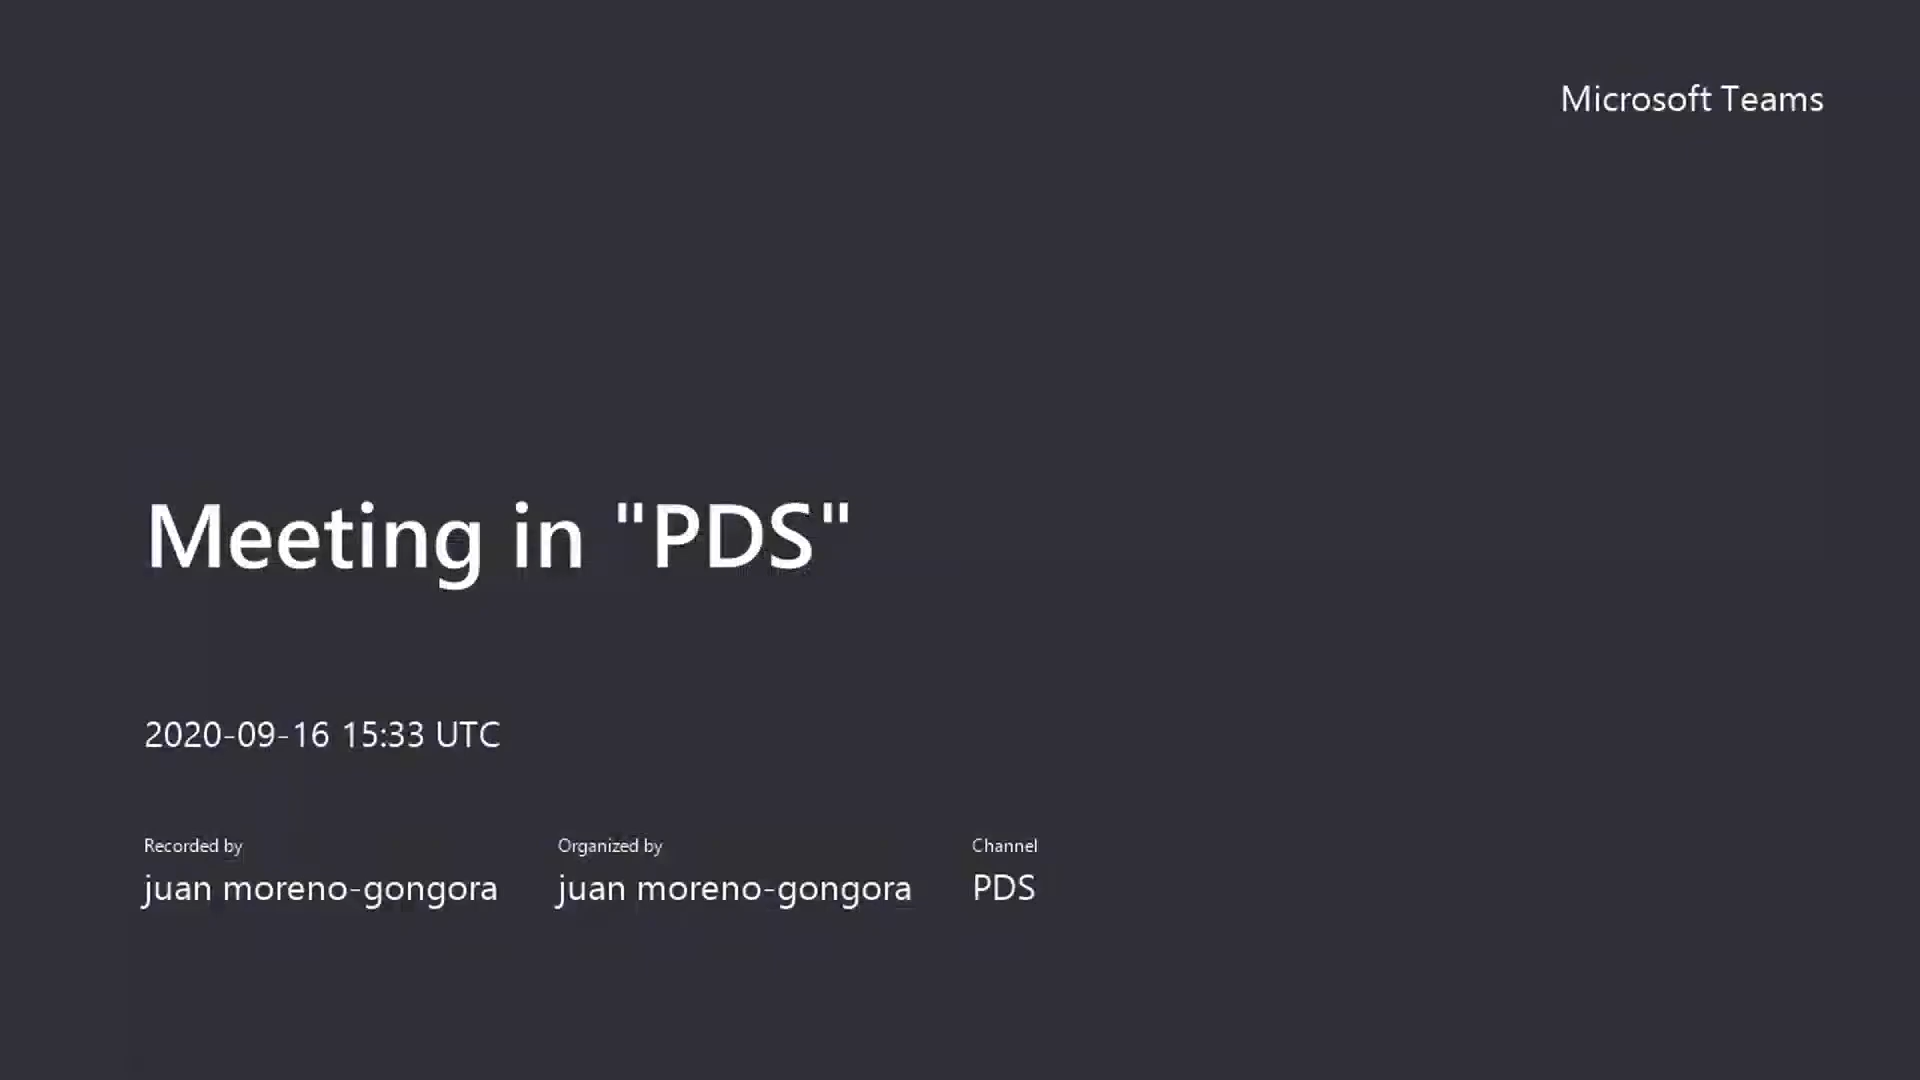 Microsoft Teams
Meeting in "PDS"
2020-09-16 15:33 UTC
Recorded by
juan moreno-gongora
Organized by
juan moreno-gongora
Channel
PDS